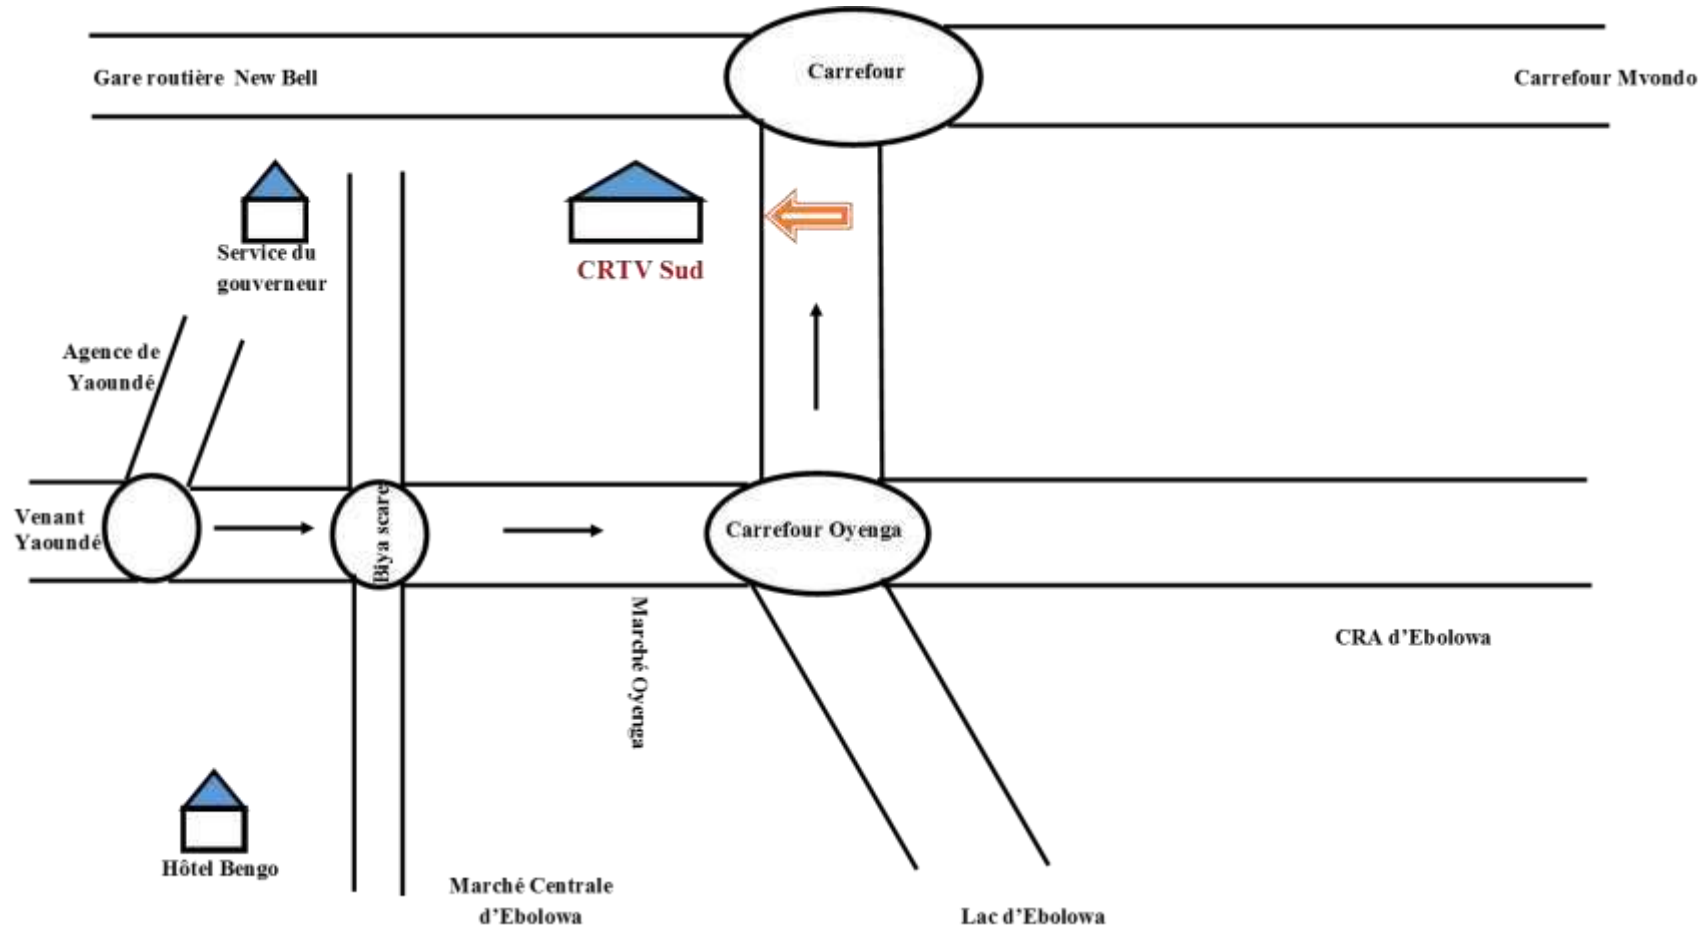 Carrefour
Gare routière New Bell
Carrefour Mvondo
Service du
gouverneur
CRTV Sud
Agence de
Yaoundé
Venant
Yaoundé
Biya scare
Carrefour Oyenga
Marché Oyenga
CRA d’Ebolowa
Hôtel Bengo
Marché Centrale
d’Ebolowa
Lac d’Ebolowa